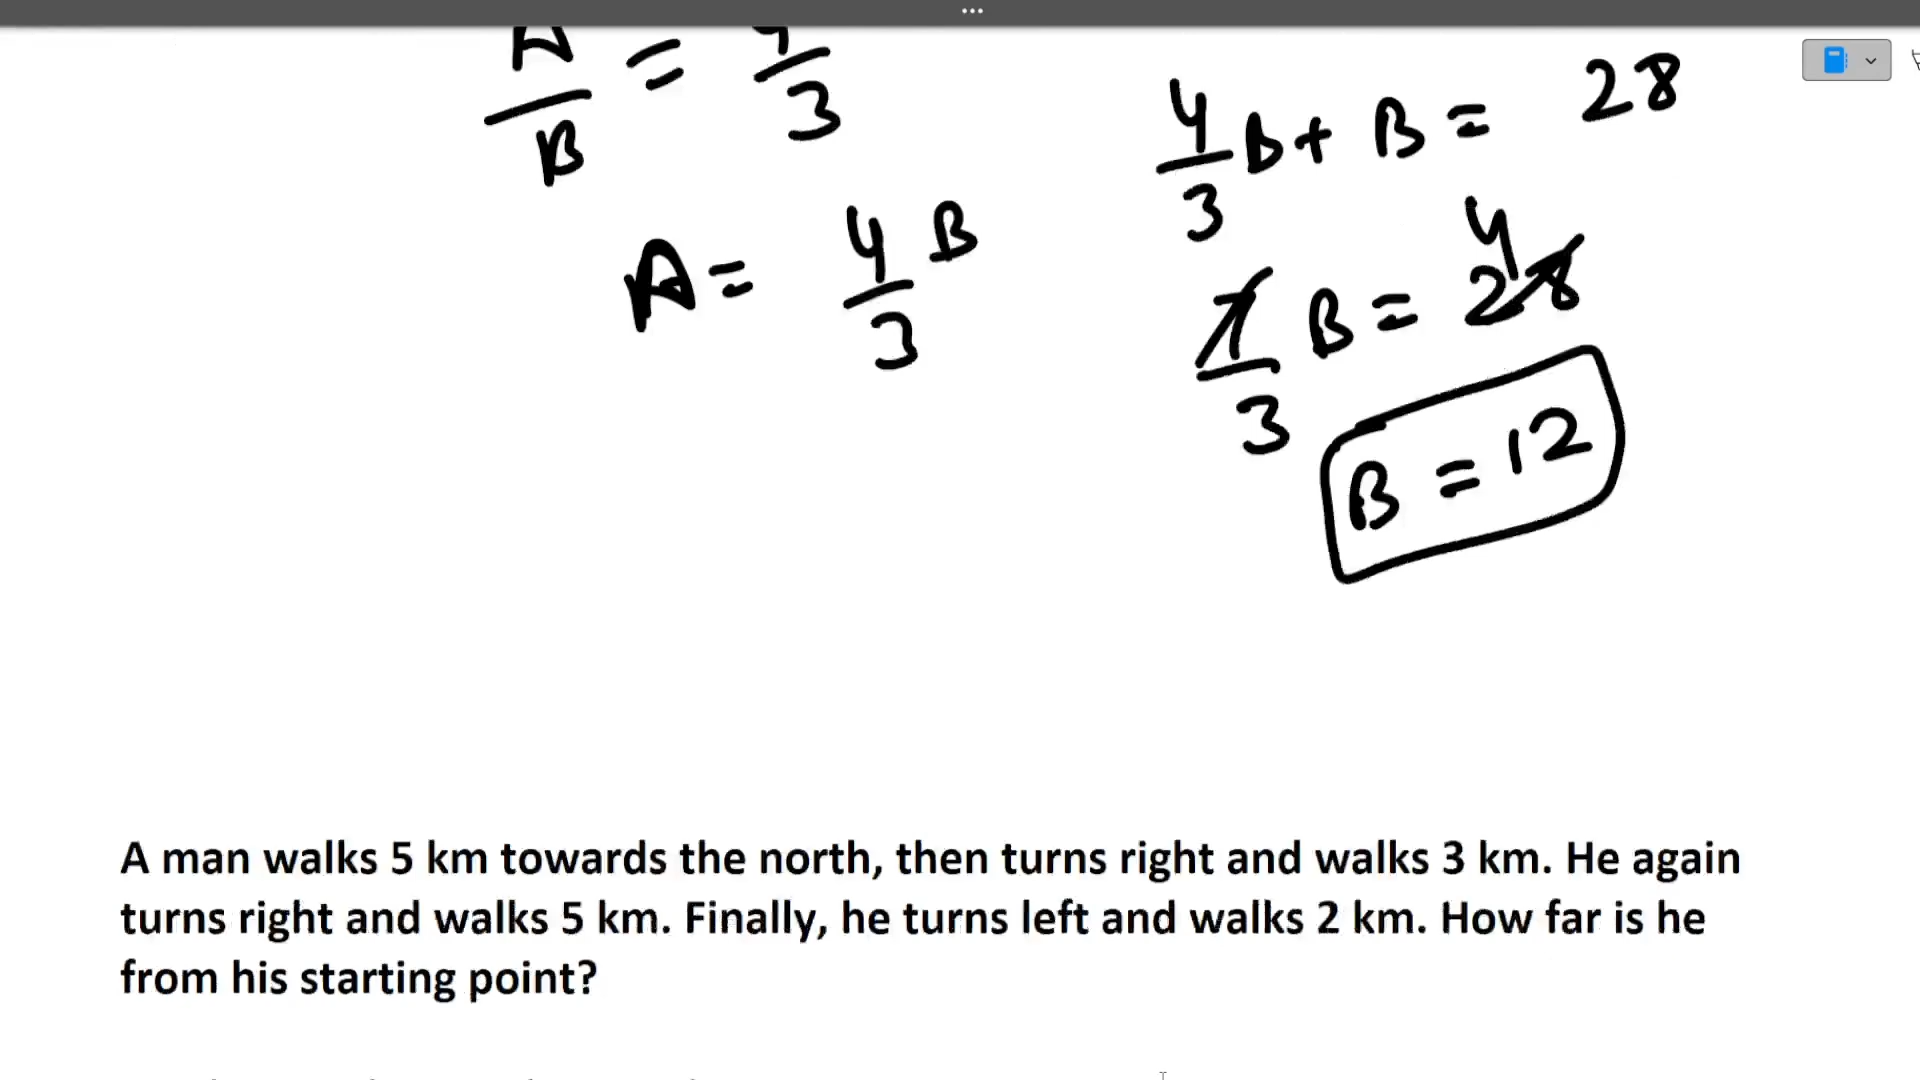 A/B = 4/3
4/3 B + B = 28
A = 4/3 B
7/3 B = 28 4
B = 12
A man walks 5 km towards the north, then turns right and walks 3 km. He again
turns right and walks 5 km. Finally, he turns left and walks 2 km. How far is he
from his starting point?